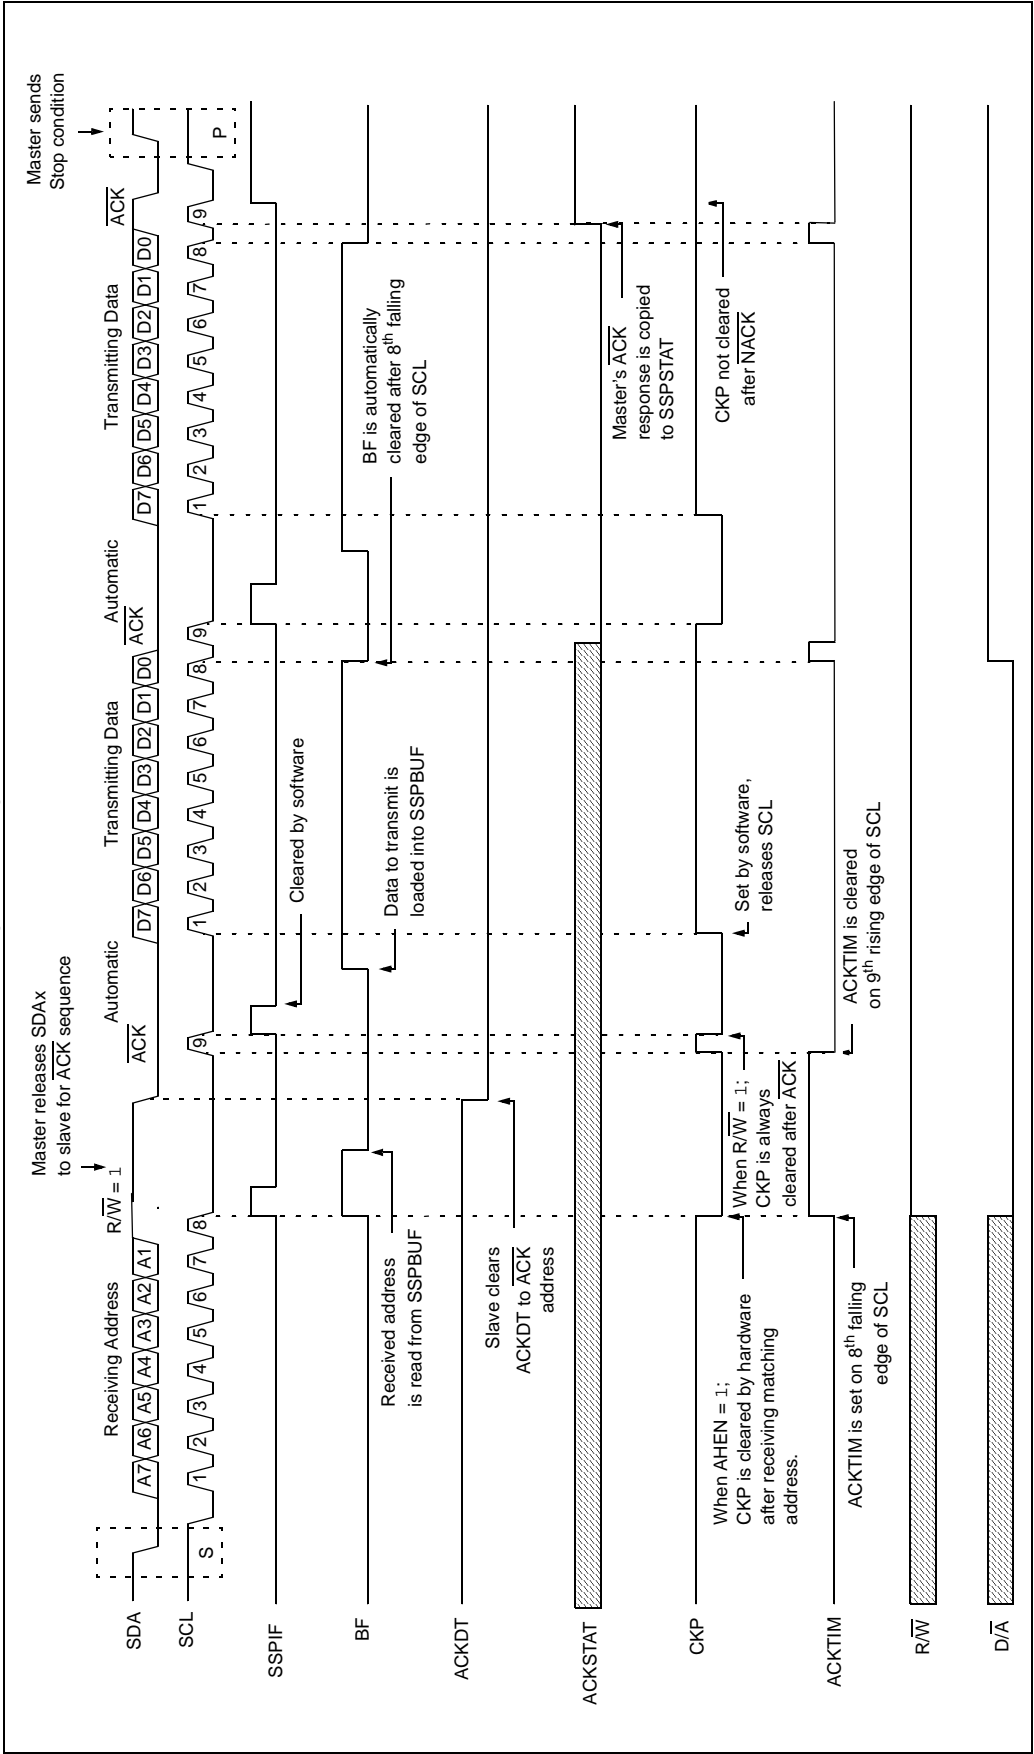 Master sends
Stop condition
Master releases SDAx
to slave for ACK sequence
Receiving Address
R/W = 1
ACK
Automatic
Transmitting Data
ACK
Automatic
Transmitting Data
ACK
SDA
A7 A6 A5 A4 A3 A2 A1
D7 D6 D5 D4 D3 D2 D1 D0
D7 D6 D5 D4 D3 D2 D1 D0
SCL
S
1 2 3 4 5 6 7 8 9
1 2 3 4 5 6 7 8 9
1 2 3 4 5 6 7 8 9
P
SSPIF
Cleared by software
BF
Received address
is read from SSPBUF
Data to transmit is
loaded into SSPBUF
BF is automatically
cleared after 8th falling
edge of SCL
ACKDT
Slave clears
ACKDT to ACK
address
ACKSTAT
Master's ACK
response is copied
to SSPSTAT
CKP
When AHEN = 1;
CKP is cleared by hardware
after receiving matching
address.
When R/W = 1;
CKP is always
cleared after ACK
Set by software,
releases SCL
CKP not cleared
after NACK
ACKTIM
ACKTIM is set on 8th falling
edge of SCL
ACKTIM is cleared
on 9th rising edge of SCL
R/W
D/A